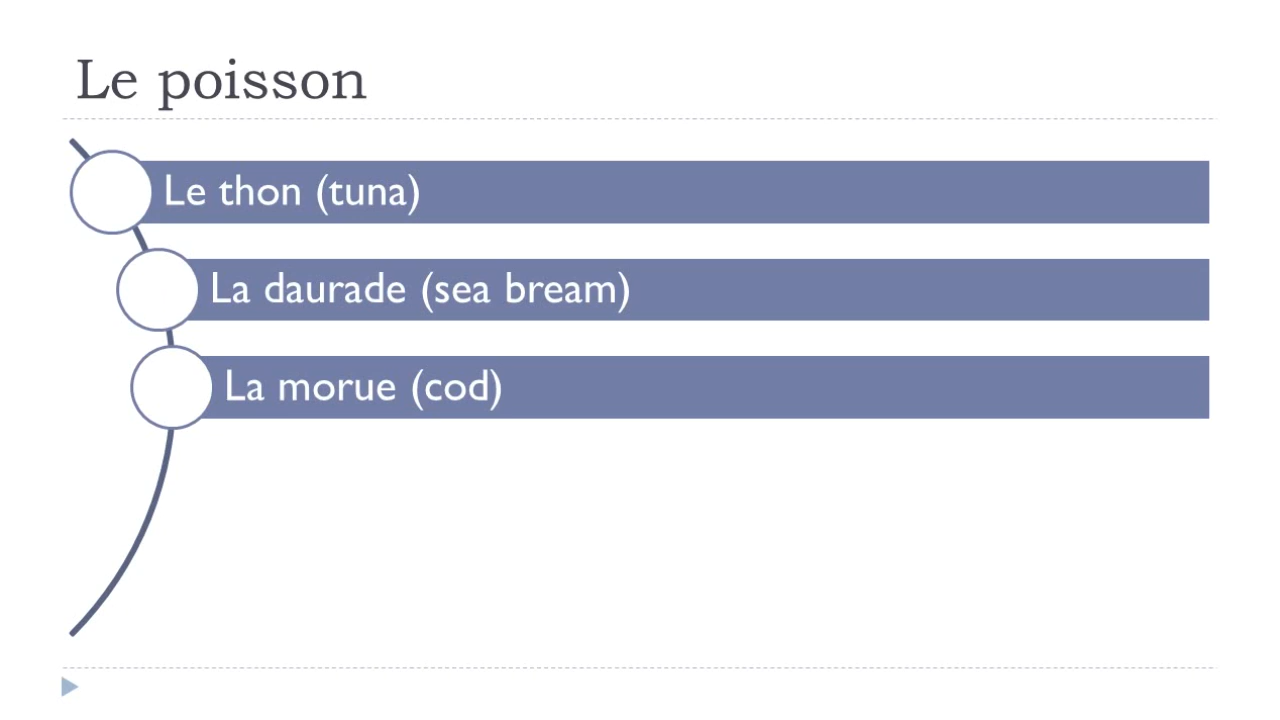 Le poisson
Le thon (tuna)
La daurade (sea bream)
La morue (cod)